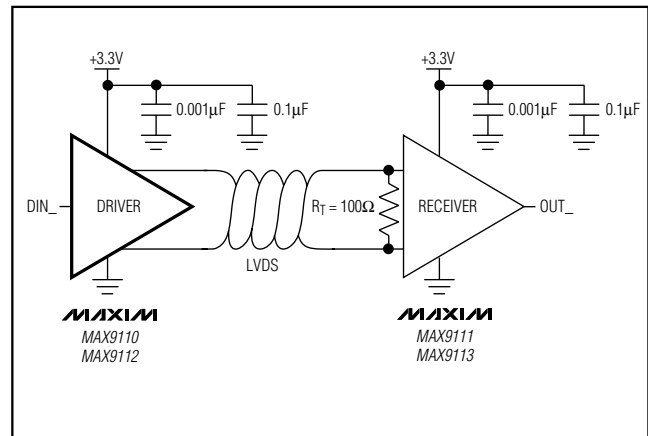 +3.3V
0.001µF
0.1µF
DIN_
DRIVER
LVDS
MAXIM
MAX9110
MAX9112
+3.3V
0.001µF
0.1µF
R_T = 100Ω
RECEIVER
OUT_
MAXIM
MAX9111
MAX9113